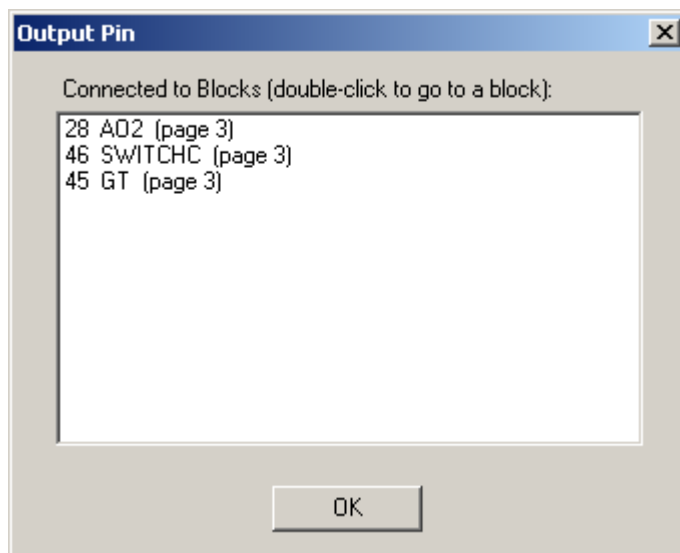 Output Pin
Connected to Blocks (double-click to go to a block):
28 AO2 (page 3)
46 SWITCHC (page 3)
45 GT (page 3)
OK